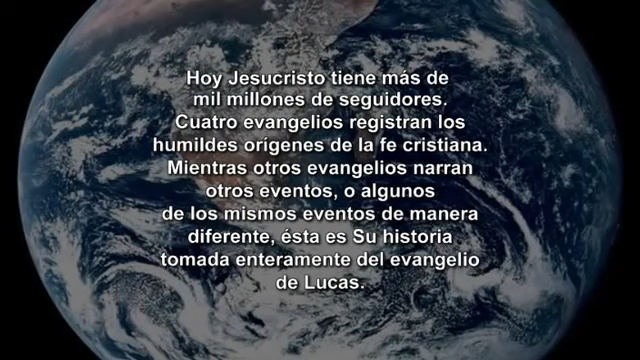 Hoy Jesucristo tiene más de
mil millones de seguidores.
Cuatro evangelios registran los
humildes orígenes de la fe cristiana.
Mientras otros evangelios narran
otros eventos, o algunos
de los mismos eventos de manera
diferente, ésta es Su historia
tomada enteramente del evangelio
de Lucas.